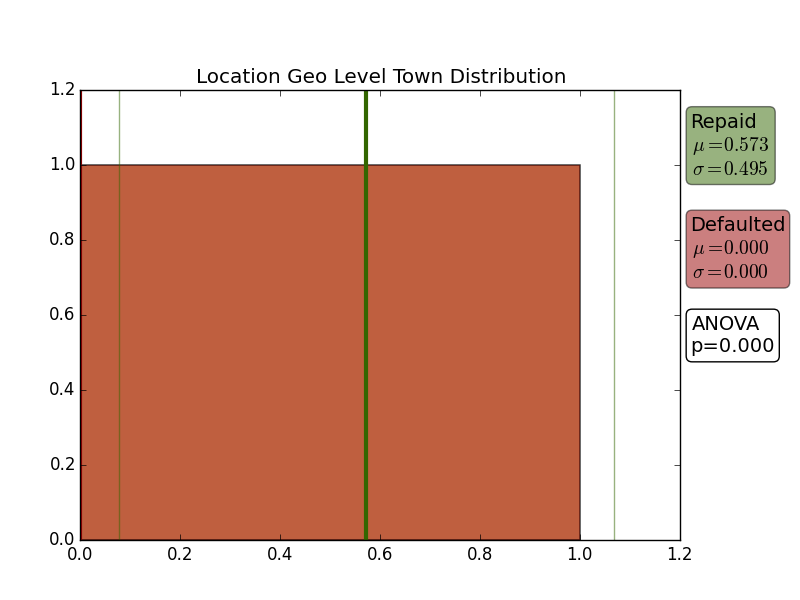 Location Geo Level Town Distribution
1.2
1.0
0.8
0.6
0.4
0.2
0.0
0.0 0.2 0.4 0.6 0.8 1.0 1.2
Repaid
μ=0.573
σ=0.495
Defaulted
μ=0.000
σ=0.000
ANOVA
p=0.000